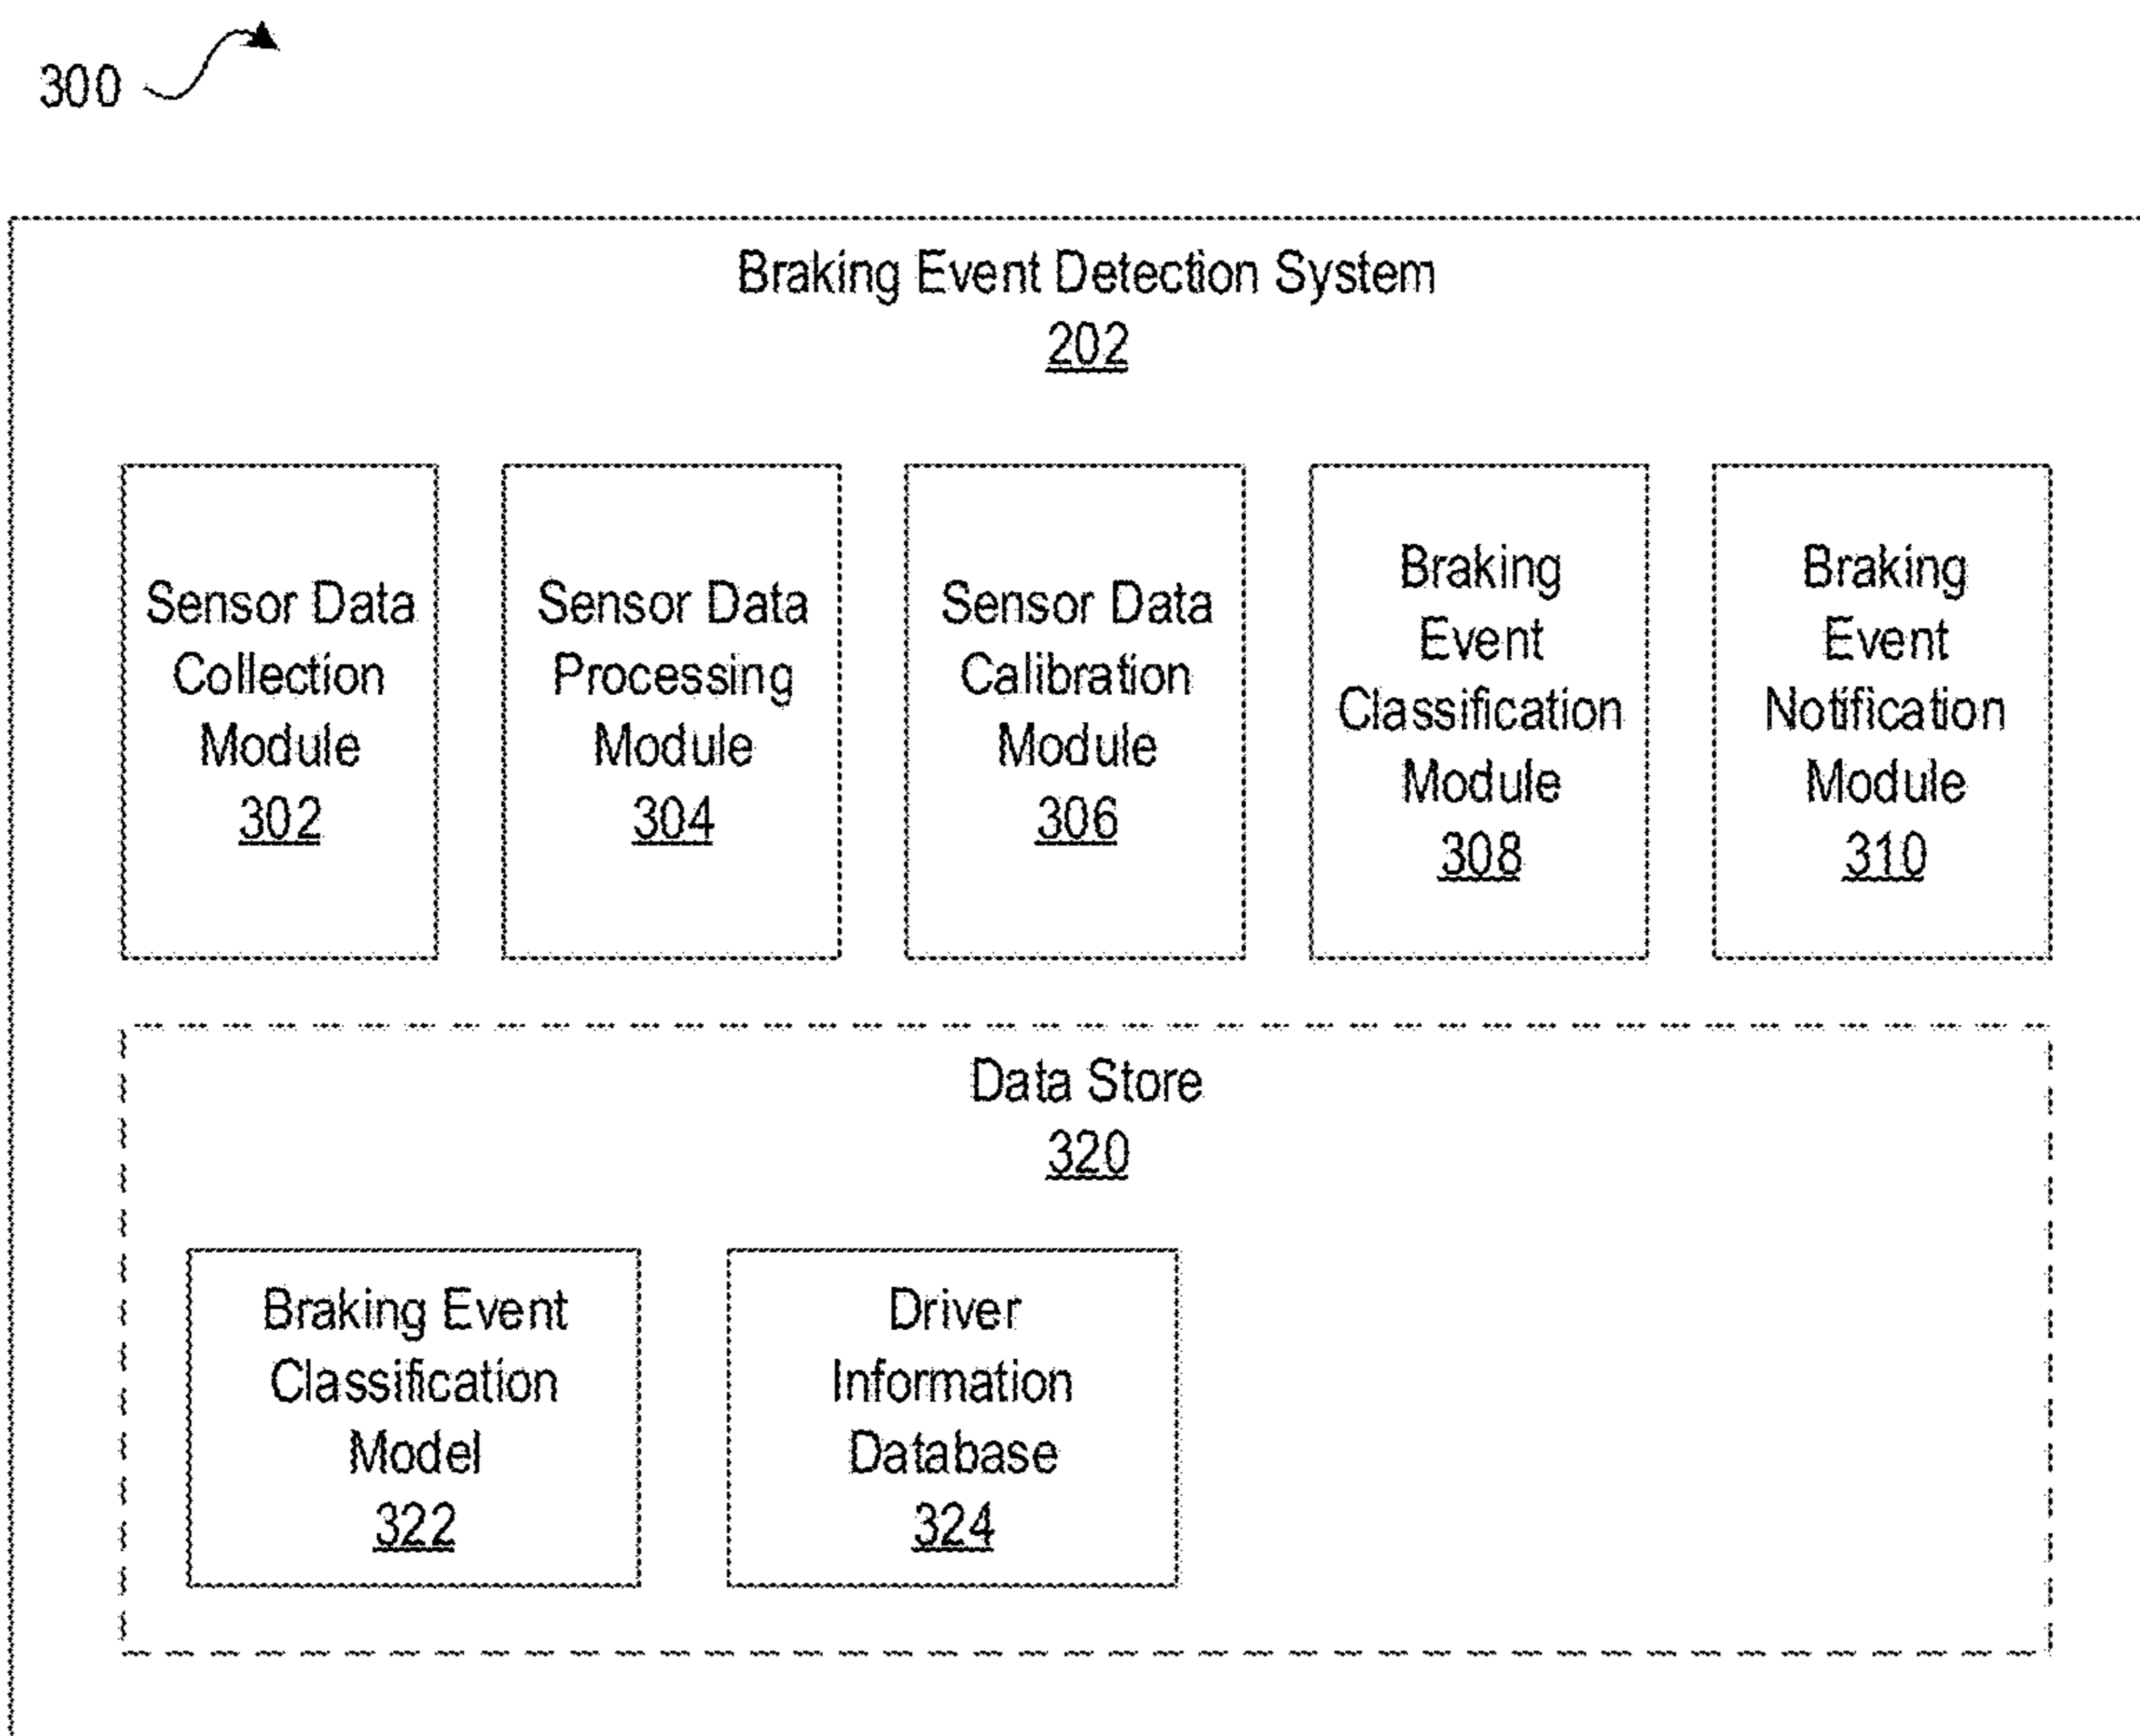 300
Braking Event Detection System
202
Sensor Data
Collection
Module
302
Sensor Data
Processing
Module
304
Sensor Data
Calibration
Module
306
Braking
Event
Classification
Module
308
Braking
Event
Notification
Module
310
Data Store
320
Braking Event
Classification
Model
322
Driver
Information
Database
324